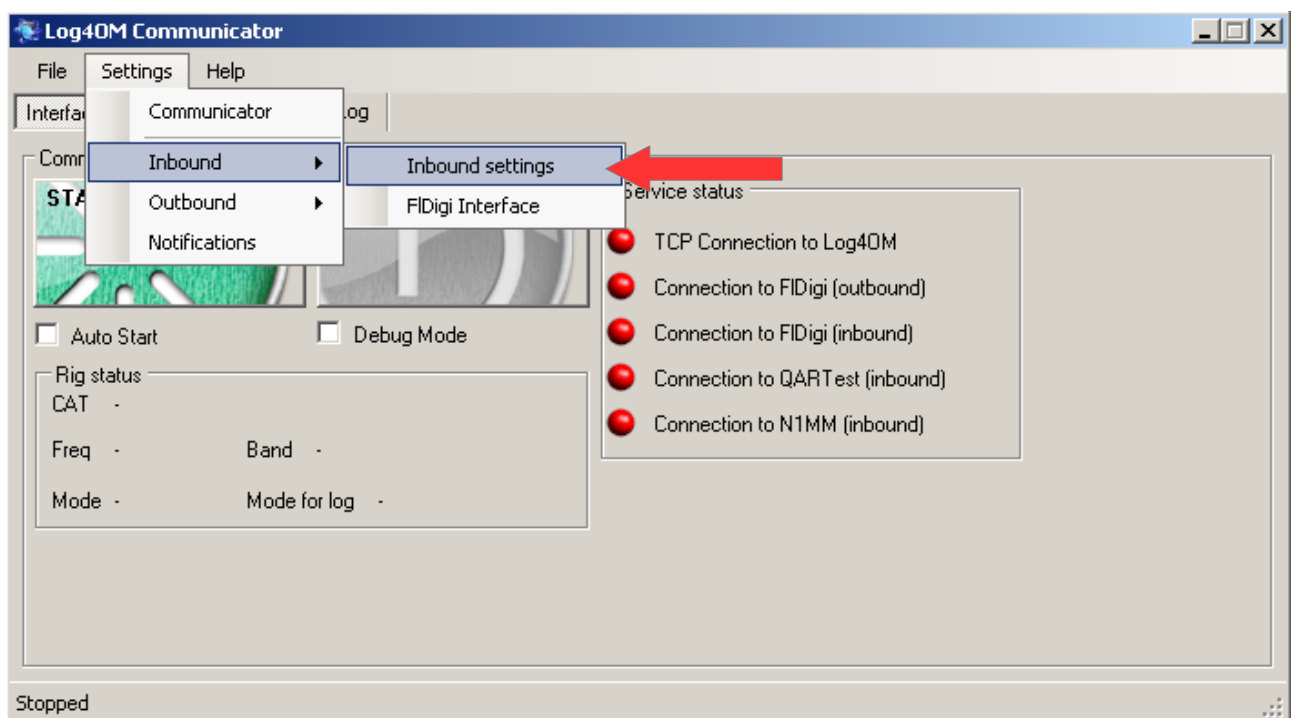 Log4OM Communicator
File Settings Help
Communicator
Inbound
Outbound
Notifications
Inbound settings
FlDigi Interface
Service status
TCP Connection to Log4OM
Connection to FlDigi (outbound)
Connection to FlDigi (inbound)
Connection to QARTest (inbound)
Connection to N1MM (inbound)
Auto Start Debug Mode
Rig status
CAT -
Freq - Band -
Mode - Mode for log -
Stopped